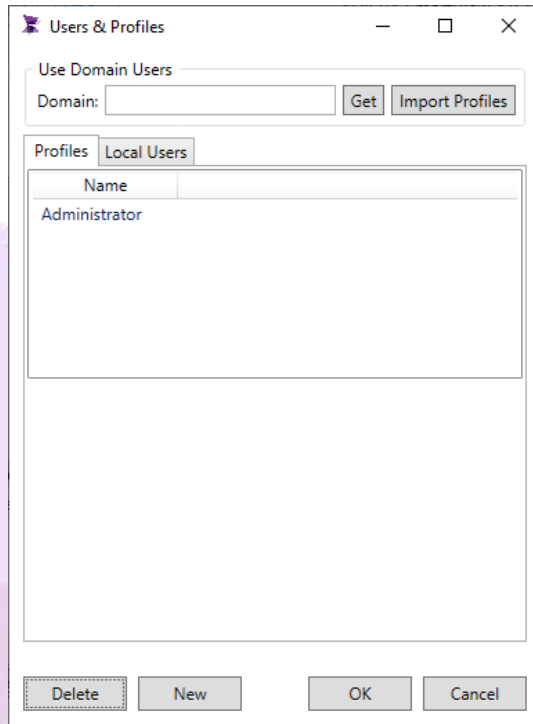 Users & Profiles
Use Domain Users
Domain: Get Import Profiles
Profiles Local Users
Name
Administrator
Delete New OK Cancel